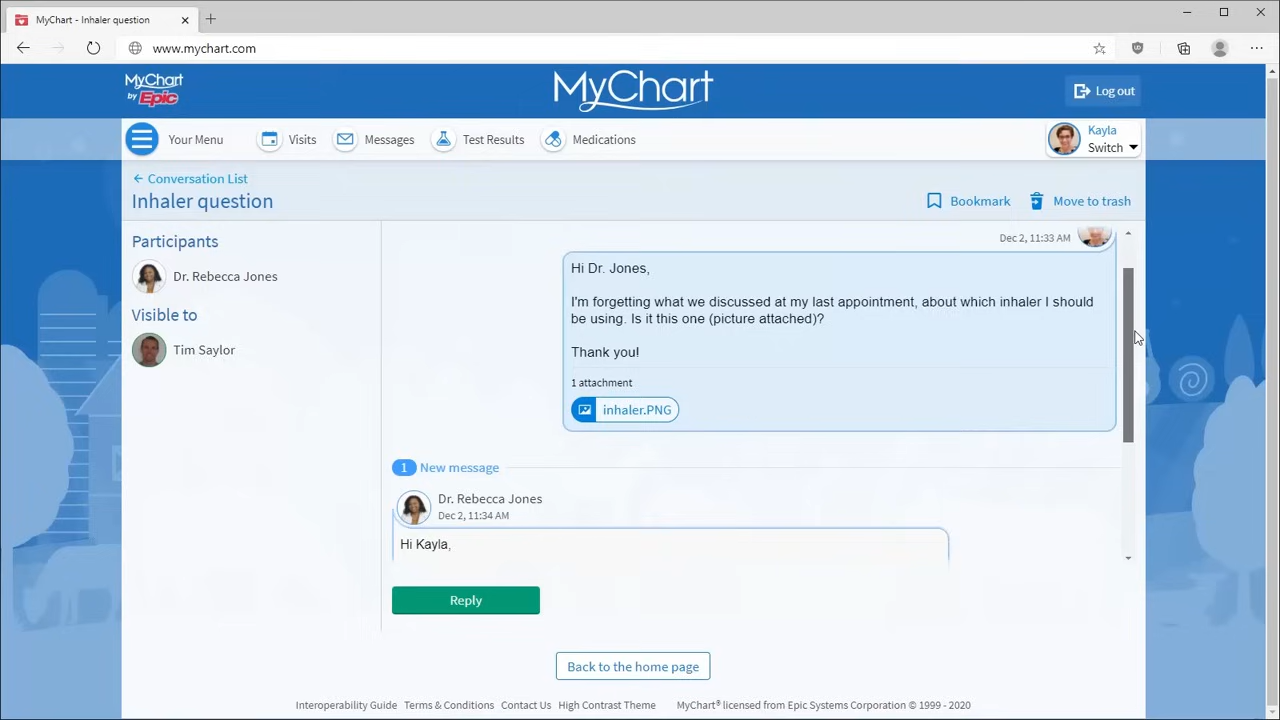 MyChart - Inhaler question
www.mychart.com
MyChart
by Epic
MyChart
Log out
Your Menu
Visits
Messages
Test Results
Medications
Kayla
Switch
Conversation List
Inhaler question
Bookmark
Move to trash
Participants
Dr. Rebecca Jones
Visible to
Tim Saylor
Dec 2, 11:33 AM
Hi Dr. Jones,
I'm forgetting what we discussed at my last appointment, about which inhaler I should
be using. Is it this one (picture attached)?
Thank you!
1 attachment
inhaler.PNG
1 New message
Dr. Rebecca Jones
Dec 2, 11:34 AM
Hi Kayla,
Reply
Back to the home page
Interoperability Guide Terms & Conditions Contact Us High Contrast Theme MyChart® licensed from Epic Systems Corporation © 1999 - 2020